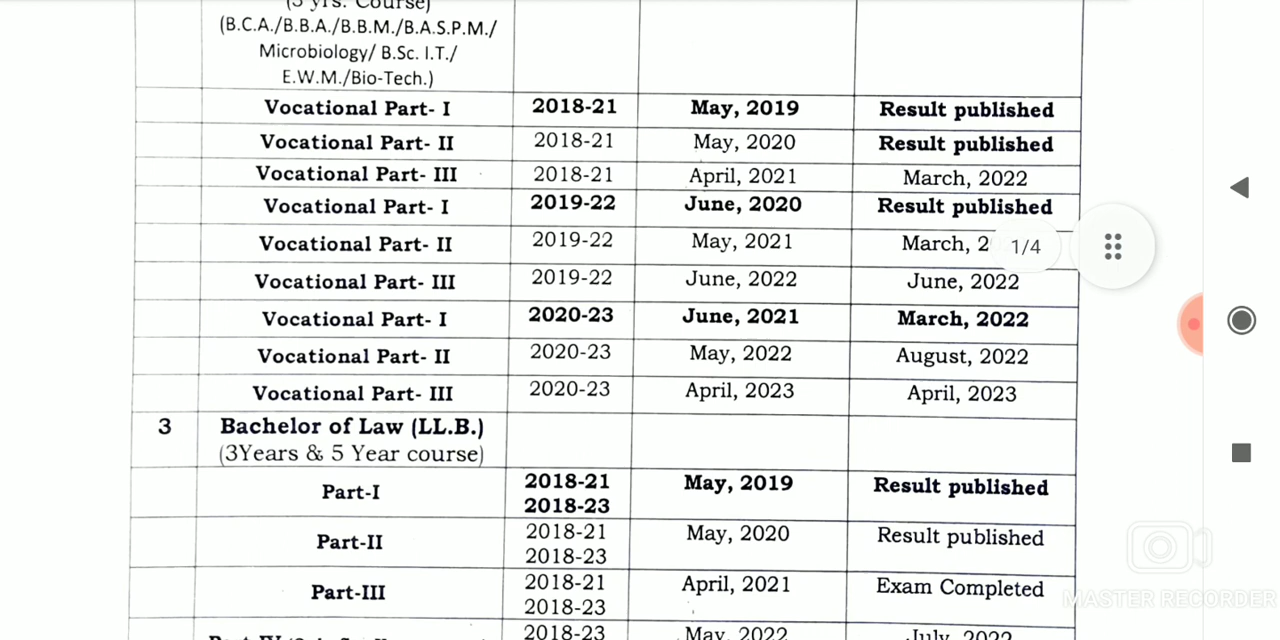 (3 yrs. Course)
(B.C.A./B.B.A./B.B.M./B.A.S.P.M./
Microbiology/ B.Sc. I.T./
E.W.M./Bio-Tech.)
Vocational Part- I 2018-21 May, 2019 Result published
Vocational Part- II 2018-21 May, 2020 Result published
Vocational Part- III 2018-21 April, 2021 March, 2022
Vocational Part- I 2019-22 June, 2020 Result published
Vocational Part- II 2019-22 May, 2021 March, 2
1/4
Vocational Part- III 2019-22 June, 2022 June, 2022
Vocational Part- I 2020-23 June, 2021 March, 2022
Vocational Part- II 2020-23 May, 2022 August, 2022
Vocational Part- III 2020-23 April, 2023 April, 2023
3 Bachelor of Law (LL.B.)
(3Years & 5 Year course)
Part-I 2018-21 May, 2019 Result published
2018-23
Part-II 2018-21 May, 2020 Result published
2018-23
Part-III 2018-21 April, 2021 Exam Completed
2018-23
MASTER RECORDER
2018-23 May, 2022 July, 2022